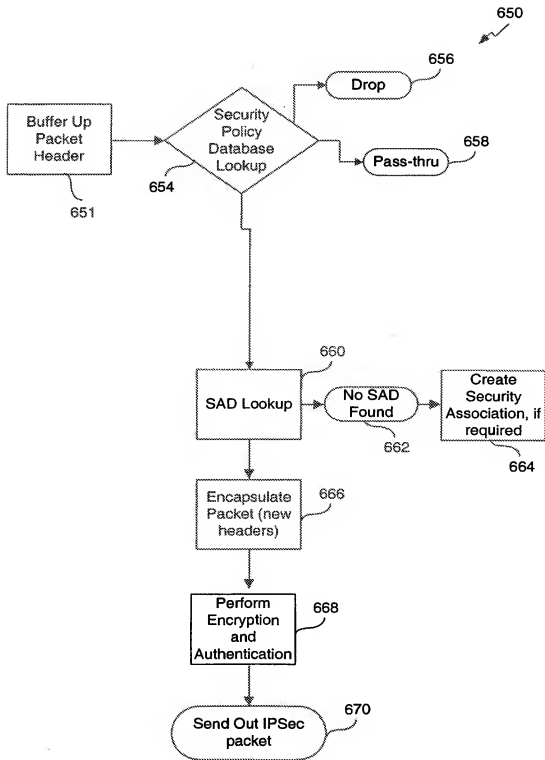 650
656
Drop
Buffer Up
Packet
Header
651
Security
Policy
Database
Lookup
654
658
Pass-thru
660
SAD Lookup
No SAD
Found
662
Create
Security
Association, if
required
664
Encapsulate
Packet (new
headers)
666
Perform
Encryption
and
Authentication
668
Send Out IPSec
packet
670